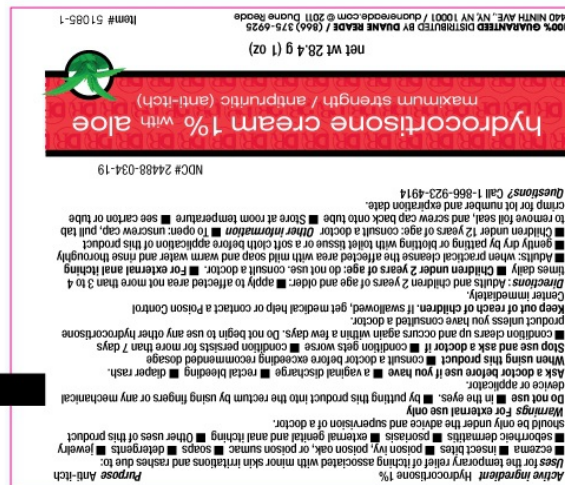 Active ingredient Hydrocortisone 1% Purpose Anti-itch
Uses for the temporary relief of itching associated with minor skin irritations and rashes due to:
■ eczema ■ insect bites ■ poison ivy, poison oak, or poison sumac ■ soaps ■ detergents ■ jewelry
■ seborrheic dermatitis ■ psoriasis ■ external genital and anal itching ■ Other uses of this product
should be only under the advice and supervision of a doctor.
Warnings For external use only
Do not use ■ in the eyes. ■ by putting this product into the rectum by using fingers or any mechanical
device or applicator.
Ask a doctor before use if you have ■ a vaginal discharge ■ rectal bleeding ■ diaper rash.
When using this product ■ consult a doctor before exceeding recommended dosage
Stop use and ask a doctor if ■ condition gets worse ■ condition persists for more than 7 days
■ condition clears up and occurs again within a few days. Do not begin to use any other hydrocortisone
product unless you have consulted a doctor.
Keep out of reach of children. If swallowed, get medical help or contact a Poison Control
Center immediately.
Directions: Adults and children 2 years of age and older: ■ apply to affected area not more than 3 to 4
times daily ■ Children under 2 years of age: do not use. consult a doctor. ■ For external anal itching
■ Adults: when practical cleanse the affected area with mild soap and warm water and rinse thoroughly
■ gently dry by patting or blotting with toilet tissue or a soft cloth before application of this product
■ Children under 12 years of age: consult a doctor Other information ■ To open: unscrew cap, pull tab
to remove foil seal, and screw cap back onto tube ■ Store at room temperature ■ see carton or tube
crimp for lot number and expiration date.
Questions? Call 1-866-923-4914
NDC# 24488-034-19
hydrocortisone cream 1% with aloe
maximum strength / antipruritic (anti-itch)
net wt 28.4 g (1 oz)
100% GUARANTEED DISTRIBUTED BY DUANE READE / (866) 375-6925
440 NINTH AVE., NY, NY 10001 / duanereade.com © 2011 Duane Reade Item# 51085-1